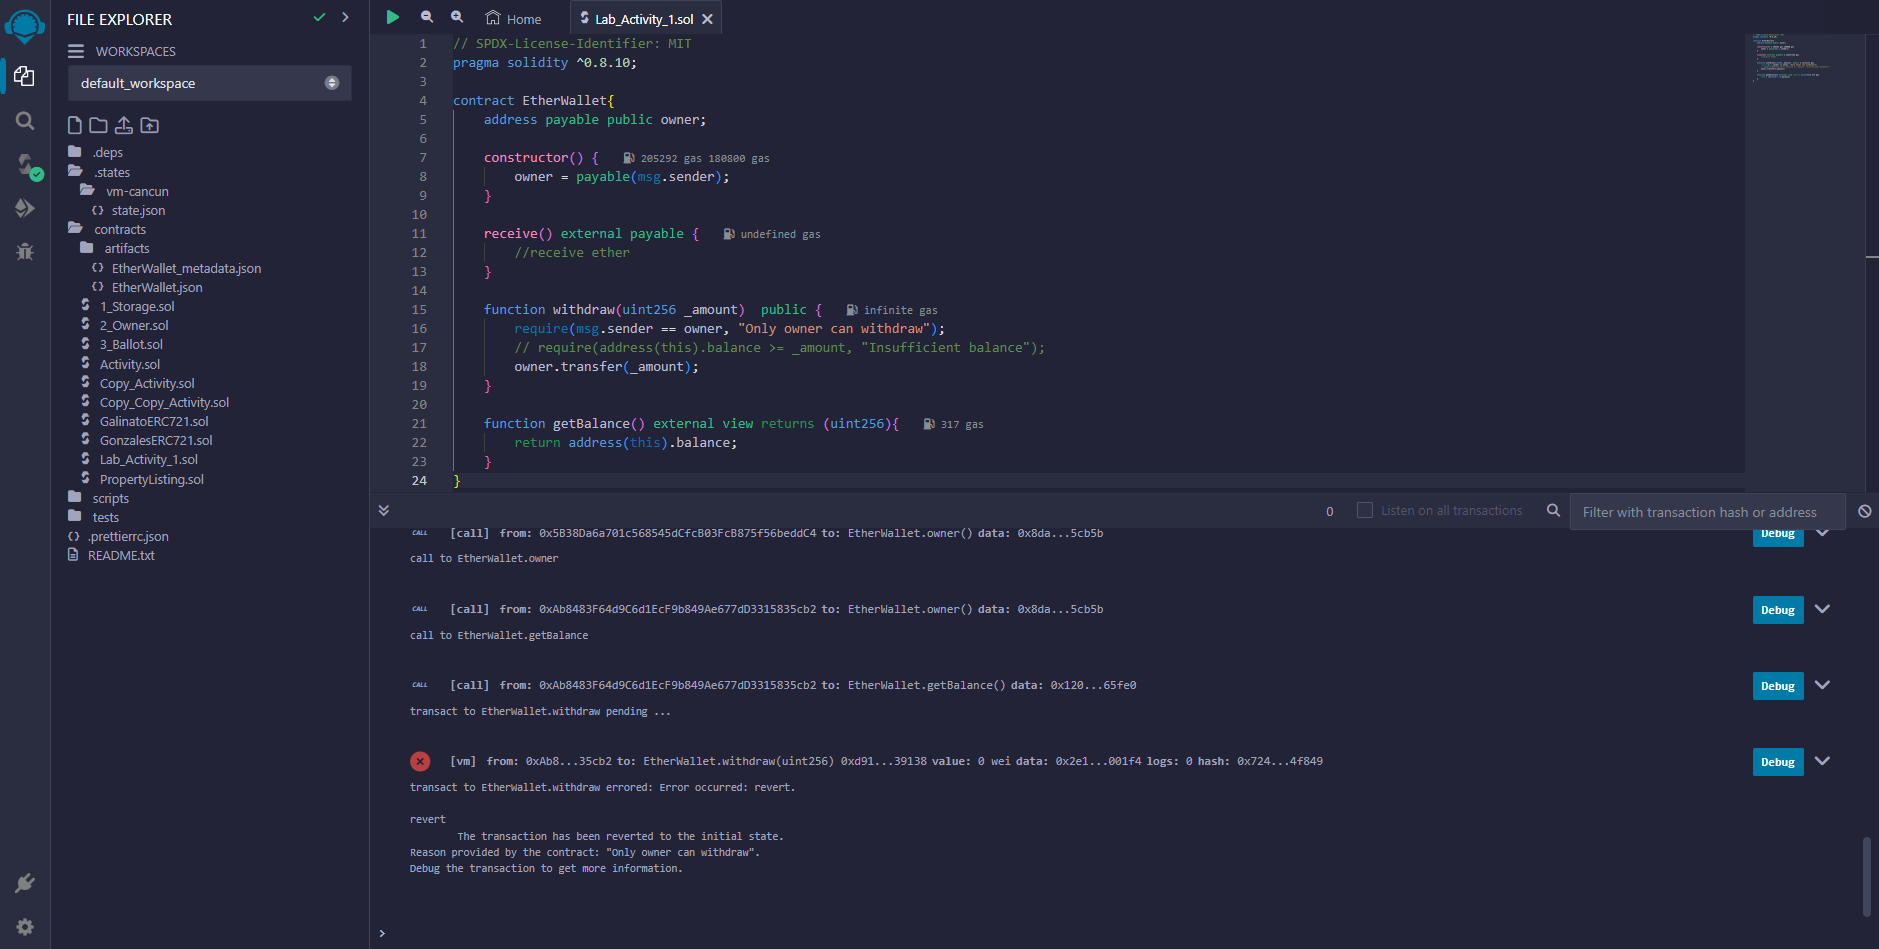 FILE EXPLORER
WORKSPACES
default_workspace
.deps
.states
vm-cancun
{} state.json
contracts
artifacts
{} EtherWallet_metadata.json
{} EtherWallet.json
1_Storage.sol
2_Owner.sol
3_Ballot.sol
Activity.sol
Copy_Activity.sol
Copy_Copy_Activity.sol
GalinatoERC721.sol
GonzalesERC721.sol
Lab_Activity_1.sol
PropertyListing.sol
scripts
tests
{} .prettierrc.json
README.txt
Home
Lab_Activity_1.sol
1 // SPDX-License-Identifier: MIT
2 pragma solidity ^0.8.10;
3
4 contract EtherWallet{
5 address payable public owner;
6
7 constructor() { 205292 gas 180800 gas
8 owner = payable(msg.sender);
9 }
10
11 receive() external payable { undefined gas
12 //receive ether
13 }
14
15 function withdraw(uint256 _amount)  public { infinite gas
16 require(msg.sender == owner, "Only owner can withdraw");
17 // require(address(this).balance >= _amount, "Insufficient balance");
18 owner.transfer(_amount);
19 }
20
21 function getBalance() external view returns (uint256){ 317 gas
22 return address(this).balance;
23 }
24 }
0 Listen on all transactions Filter with transaction hash or address
CALL [call] from: 0x5B38Da6a701c568545dCfcB03FcB875f56beddC4 to: EtherWallet.owner() data: 0x8da...5cb5b Debug
call to EtherWallet.owner
CALL [call] from: 0xAb8483F64d9C6d1EcF9b849Ae677dD3315835cb2 to: EtherWallet.owner() data: 0x8da...5cb5b Debug
call to EtherWallet.getBalance
CALL [call] from: 0xAb8483F64d9C6d1EcF9b849Ae677dD3315835cb2 to: EtherWallet.getBalance() data: 0x120...65fe0 Debug
transact to EtherWallet.withdraw pending ...
[vm] from: 0xAb8...35cb2 to: EtherWallet.withdraw(uint256) 0xd91...39138 value: 0 wei data: 0x2e1...001f4 logs: 0 hash: 0x724...4f849 Debug
transact to EtherWallet.withdraw errored: Error occurred: revert.
revert
The transaction has been reverted to the initial state.
Reason provided by the contract: "Only owner can withdraw".
Debug the transaction to get more information.
>